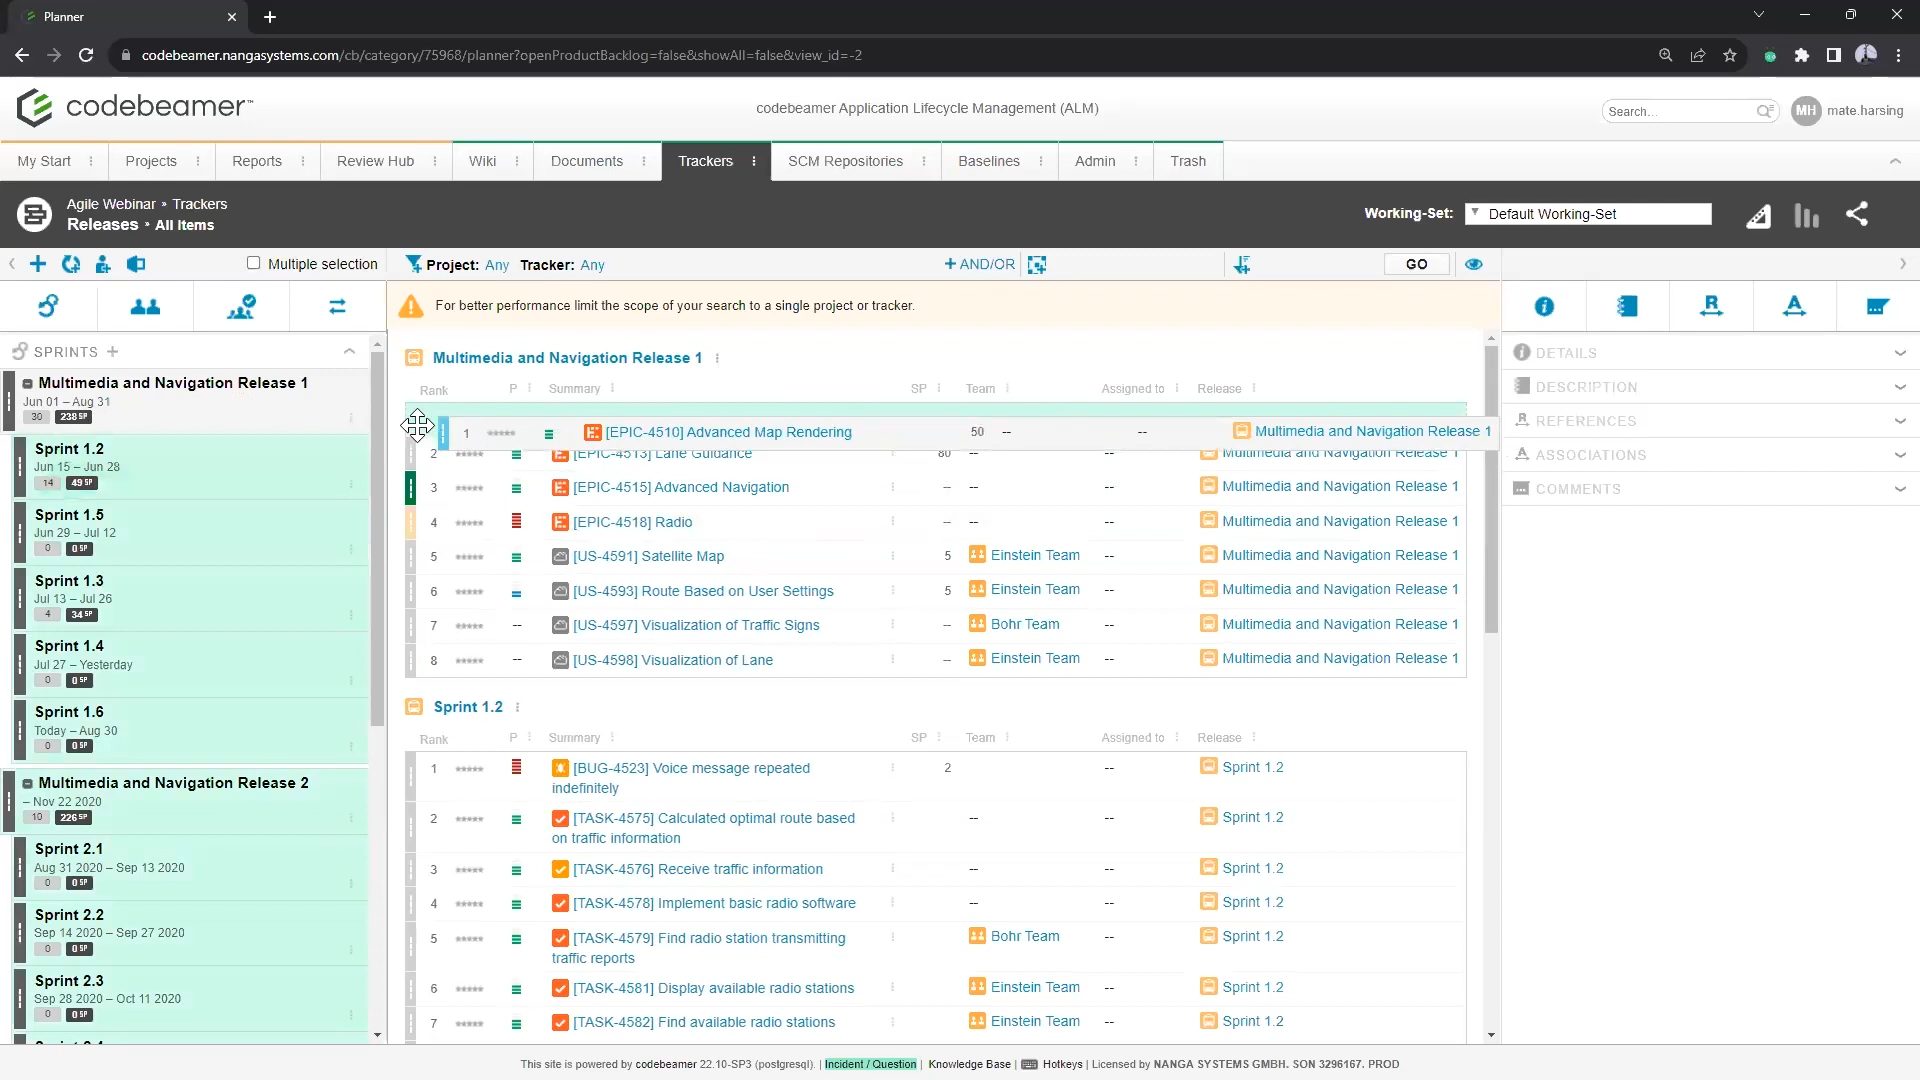 Planner
codebeamer.nangasystems.com/cb/category/75968/planner?openProductBacklog=false&showAll=false&view_id=-2
codebeamer™
codebeamer Application Lifecycle Management (ALM)
Search...
MH mate.harsing
My Start Projects Reports Review Hub Wiki Documents Trackers SCM Repositories Baselines Admin Trash
Agile Webinar » Trackers
Releases » All Items
Working-Set: Default Working-Set
Multiple selection
Project: Any Tracker: Any
+AND/OR
GO
For better performance limit the scope of your search to a single project or tracker.
SPRINTS
Multimedia and Navigation Release 1
Jun 01 – Aug 31
30 238 SP
Sprint 1.2
Jun 15 – Jun 28
14 49 SP
Sprint 1.5
Jun 29 – Jul 12
0 0 SP
Sprint 1.3
Jul 13 – Jul 26
4 34 SP
Sprint 1.4
Jul 27 – Yesterday
0 0 SP
Sprint 1.6
Today – Aug 30
0 0 SP
Multimedia and Navigation Release 2
– Nov 22 2020
10 226 SP
Sprint 2.1
Aug 31 2020 – Sep 13 2020
0 0 SP
Sprint 2.2
Sep 14 2020 – Sep 27 2020
0 0 SP
Sprint 2.3
Sep 28 2020 – Oct 11 2020
0 0 SP
Multimedia and Navigation Release 1
Rank P Summary SP Team Assigned to Release
1 [EPIC-4510] Advanced Map Rendering 50 -- -- Multimedia and Navigation Release 1
2 [EPIC-4513] Lane Guidance 80 -- -- Multimedia and Navigation Release 1
3 [EPIC-4515] Advanced Navigation -- -- -- Multimedia and Navigation Release 1
4 [EPIC-4518] Radio -- -- -- Multimedia and Navigation Release 1
5 [US-4591] Satellite Map 5 Einstein Team -- Multimedia and Navigation Release 1
6 [US-4593] Route Based on User Settings 5 Einstein Team -- Multimedia and Navigation Release 1
7 -- [US-4597] Visualization of Traffic Signs -- Bohr Team -- Multimedia and Navigation Release 1
8 -- [US-4598] Visualization of Lane -- Einstein Team -- Multimedia and Navigation Release 1
Sprint 1.2
Rank P Summary SP Team Assigned to Release
1 [BUG-4523] Voice message repeated 2 -- Sprint 1.2
indefinitely
2 [TASK-4575] Calculated optimal route based -- -- Sprint 1.2
on traffic information
3 [TASK-4576] Receive traffic information -- -- Sprint 1.2
4 [TASK-4578] Implement basic radio software -- -- Sprint 1.2
5 [TASK-4579] Find radio station transmitting Bohr Team -- Sprint 1.2
traffic reports
6 [TASK-4581] Display available radio stations Einstein Team -- Sprint 1.2
7 [TASK-4582] Find available radio stations Einstein Team -- Sprint 1.2
DETAILS
DESCRIPTION
REFERENCES
ASSOCIATIONS
COMMENTS
This site is powered by codebeamer 22.10-SP3 (postgresql). | Incident / Question | Knowledge Base | Hotkeys | Licensed by NANGA SYSTEMS GMBH. SON 3296167. PROD